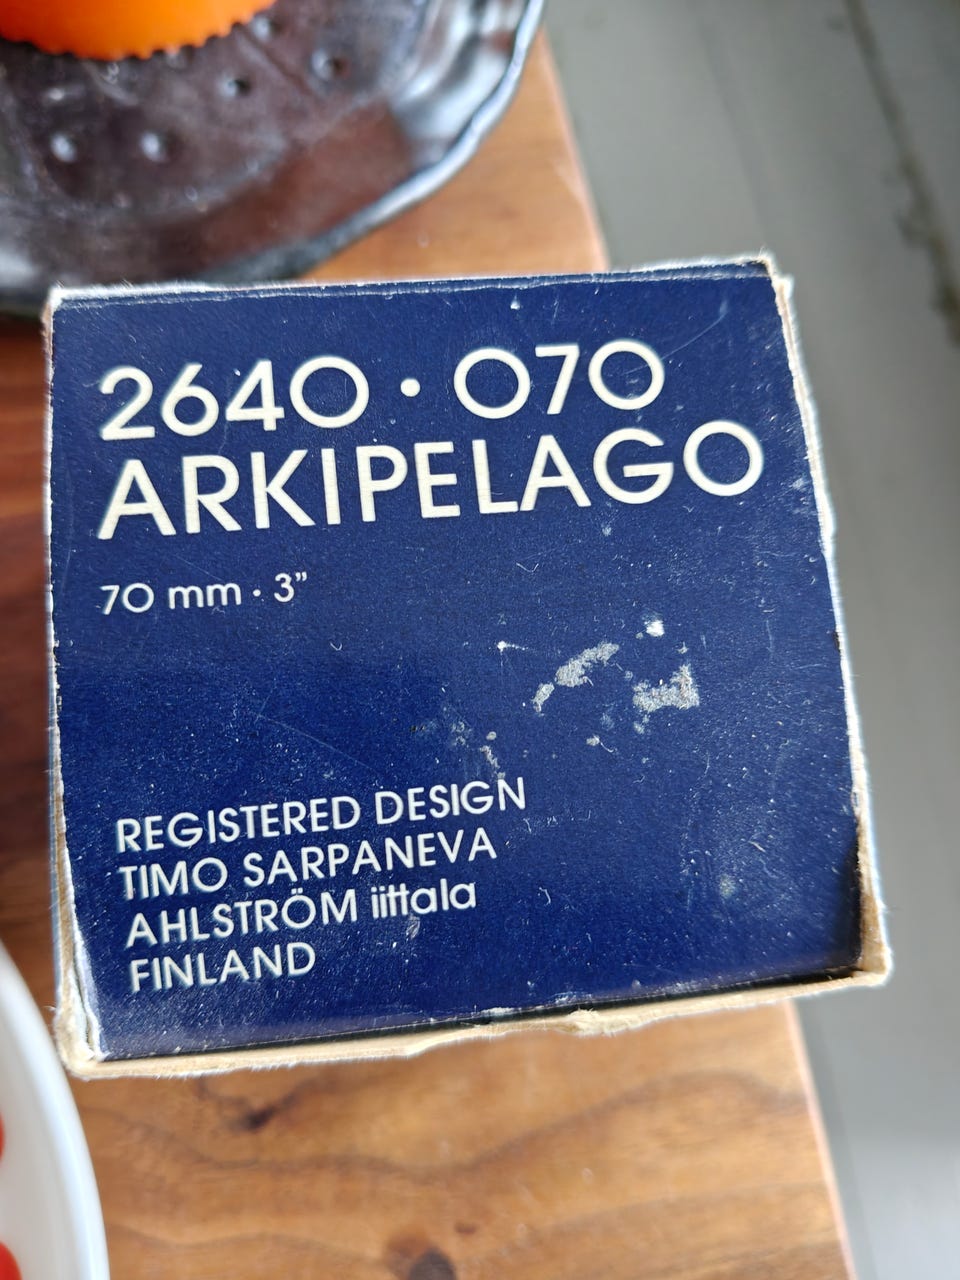 2640 · 070
ARKIPELAGO
70 mm · 3”
REGISTERED DESIGN
TIMO SARPANEVA
AHLSTRÖM iittala
FINLAND